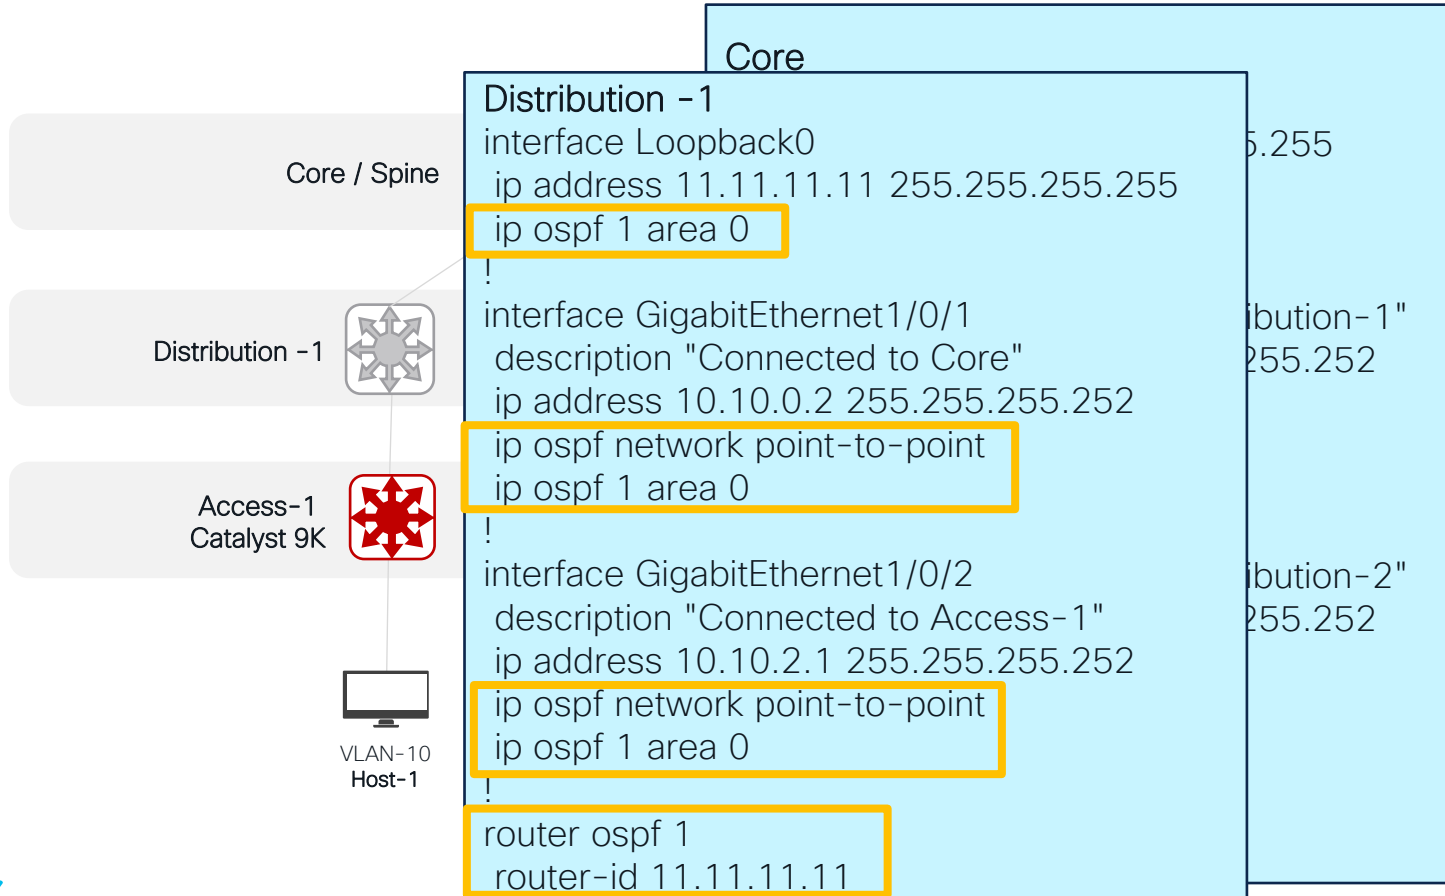 Core
Distribution -1
interface Loopback0
ip address 11.11.11.11 255.255.255.255
ip ospf 1 area 0
!
interface GigabitEthernet1/0/1
description "Connected to Core"
ip address 10.10.0.2 255.255.255.252
ip ospf network point-to-point
ip ospf 1 area 0
!
interface GigabitEthernet1/0/2
description "Connected to Access-1"
ip address 10.10.2.1 255.255.255.252
ip ospf network point-to-point
ip ospf 1 area 0
!
router ospf 1
router-id 11.11.11.11
.255
ibution-1"
255.252
ibution-2"
255.252
Core / Spine
Distribution -1
Access-1
Catalyst 9K
VLAN-10
Host-1